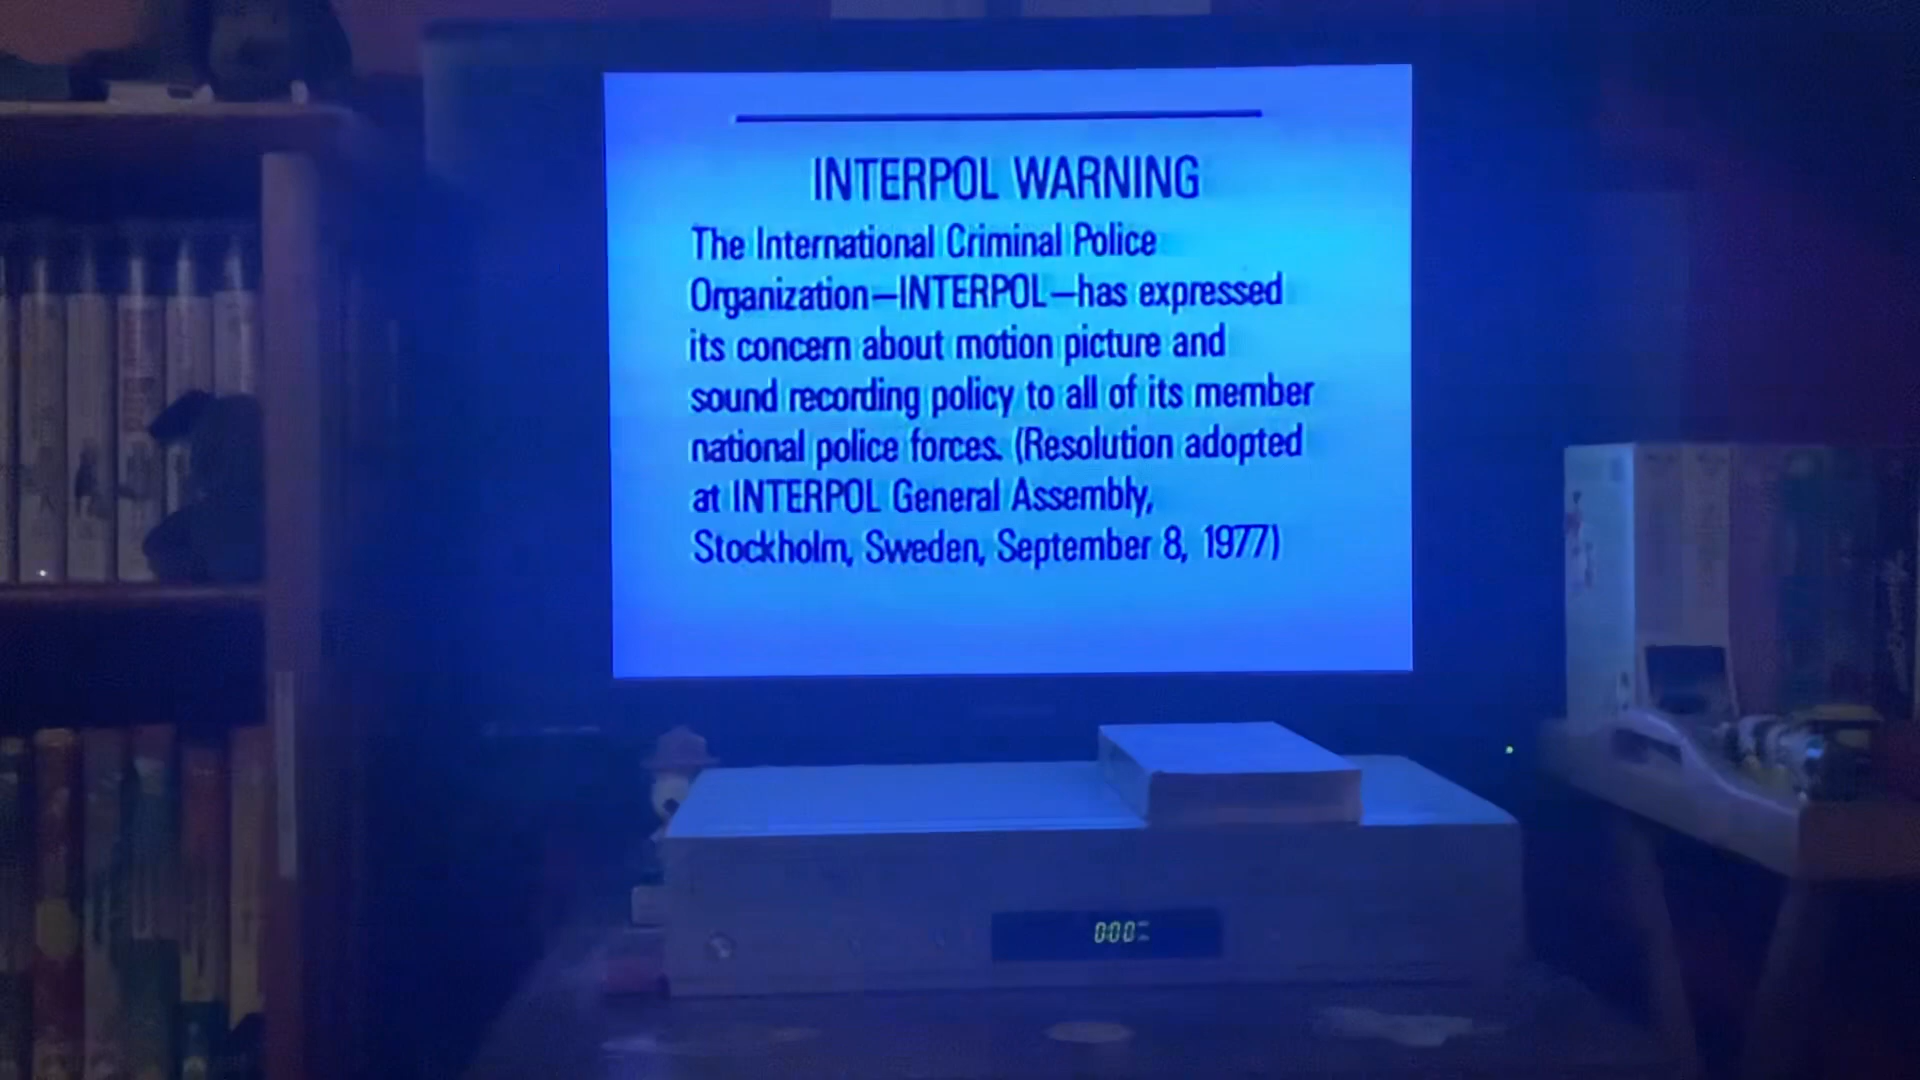 INTERPOL WARNING
The International Criminal Police
Organization—INTERPOL—has expressed
its concern about motion picture and
sound recording policy to all of its member
national police forces. (Resolution adopted
at INTERPOL General Assembly,
Stockholm, Sweden, September 8, 1977)